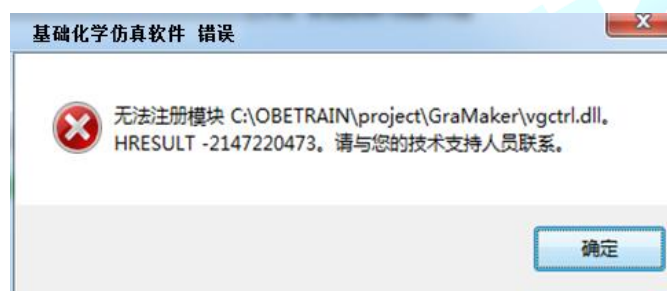 基础化学仿真软件 错误
无法注册模块 C:\OBETRAIN\project\GraMaker\vgctrl.dll。
HRESULT -2147220473。请与您的技术支持人员联系。
确定